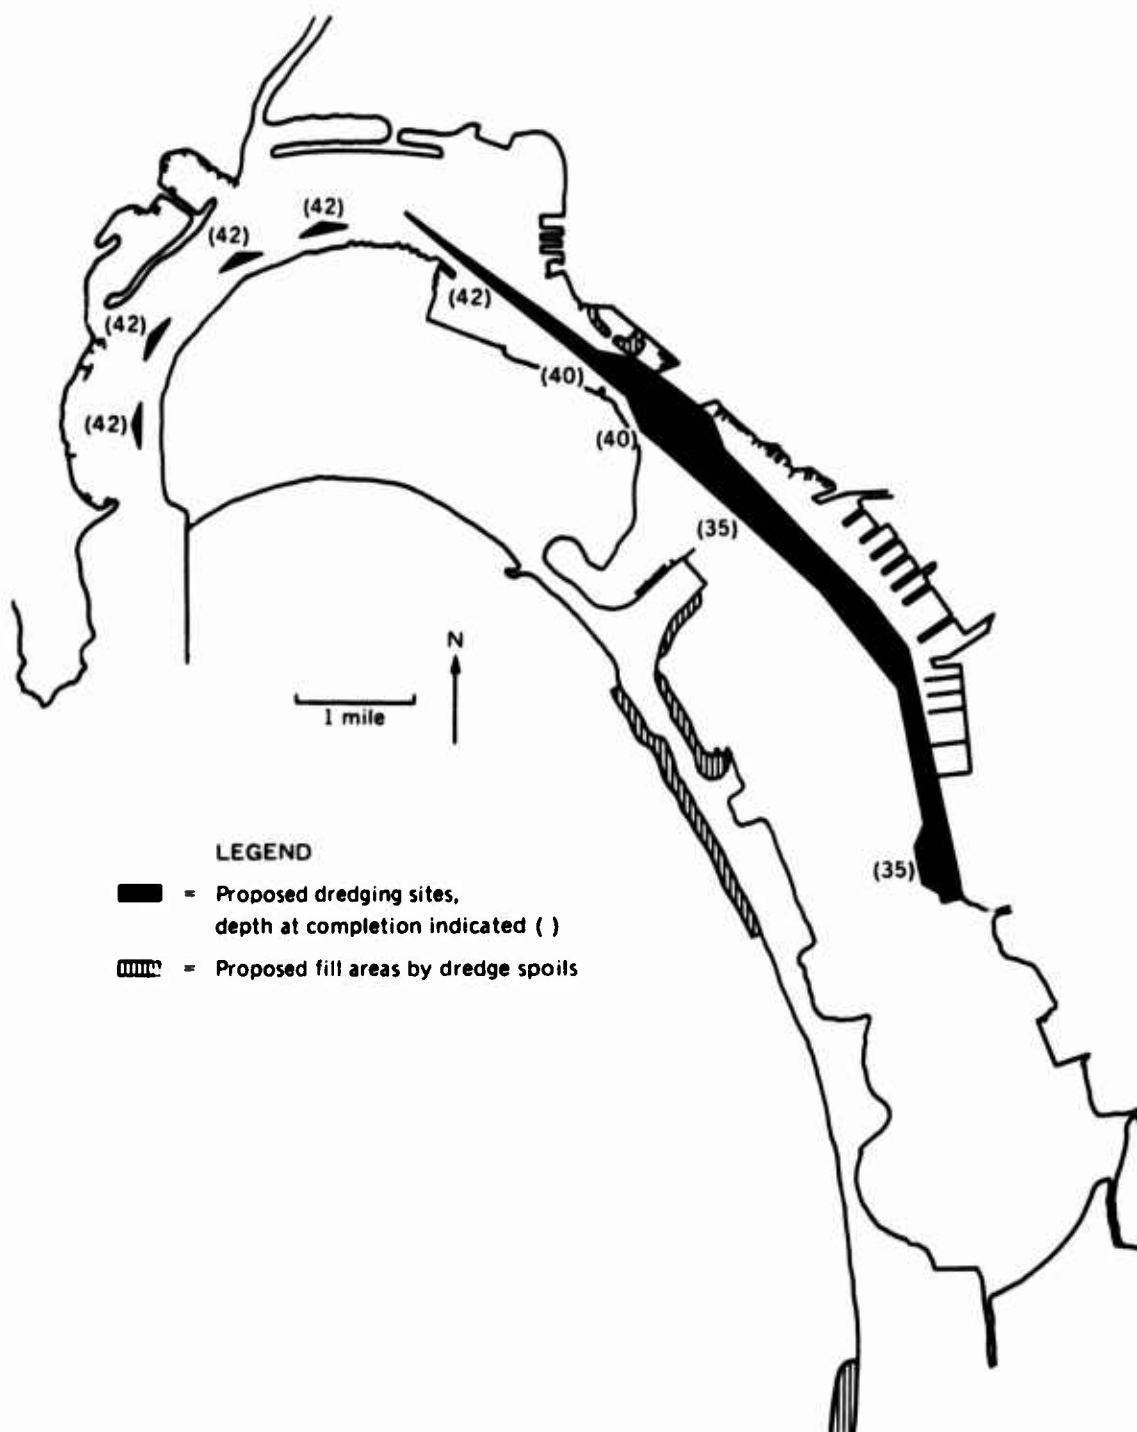 (42)
(42)
(42)
(42)
(42)
(40)
(40)
(35)
N
1 mile
LEGEND
= Proposed dredging sites,
depth at completion indicated ( )
(35)
= Proposed fill areas by dredge spoils